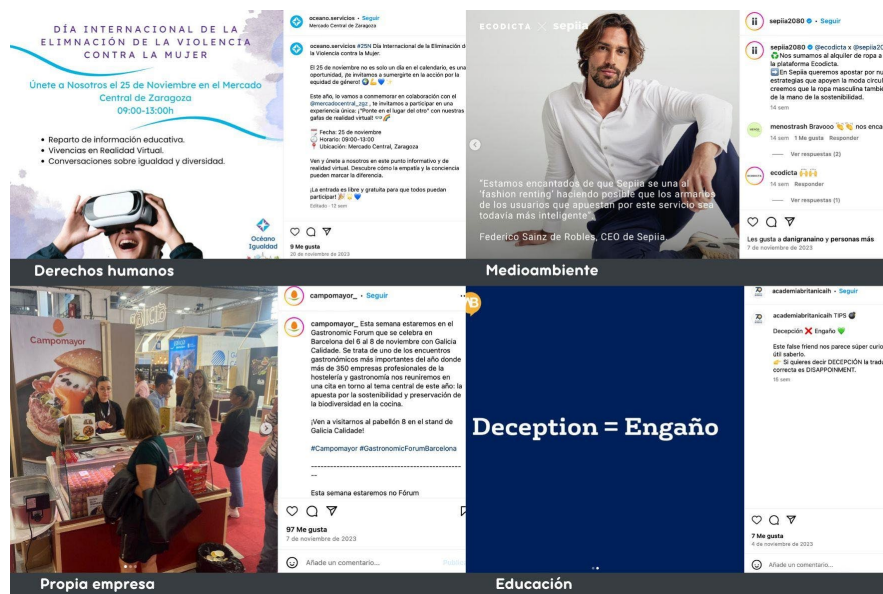 DÍA INTERNACIONAL DE LA
ELIMNACIÓN DE LA VIOLENCIA
CONTRA LA MUJER
Únete a Nosotros el 25 de Noviembre en el Mercado
Central de Zaragoza
09:00-13:00h
• Reparto de información educativa.
• Vivencias en Realidad Virtual.
• Conversaciones sobre igualdad y diversidad.
Océano
Igualdad
oceano.servicios • Seguir
Mercado Central de Zaragoza
oceano.servicios #25N Día Internacional de la Eliminación d
la Violencia contra la Mujer.
El 25 de noviembre no es solo un día en el calendario, es una
oportunidad, ¡te invitamos a sumergirte en la acción por la
equidad de género!
Este año, lo vamos a conmemorar en colaboración con el
@mercadocentral_zgz , te invitamos a participar en una
experiencia única: ¡"Ponte en el lugar del otro" con nuestras
gafas de realidad virtual!
Fecha: 25 de noviembre
Horario: 09:00-13:00
Ubicación: Mercado Central, Zaragoza
Ven y únete a nosotros en este punto informativo y de
realidad virtual. Descubre cómo la empatía y la conciencia
pueden marcar la diferencia.
¡La entrada es libre y gratuita para que todos puedan
participar!
Editado · 12 sem
9 Me gusta
20 de noviembre de 2023
Derechos humanos
ECODICTA × sepiia
"Estamos encantados de que Sepiia se una al
'fashion renting' haciendo posible que los armarios
de los usuarios que apuestan por este servicio sea
todavía más inteligente"
Federico Sainz de Robles, CEO de Sepiia.
sepiia2080 • Seguir
sepiia2080 @ecodicta x @sepiia20
Nos sumamos al alquiler de ropa a
la plataforma Ecodicta.
En Sepiia queremos apostar por nu
estrategias que apoyen la moda circul
creemos que la ropa masculina tambié
de la mano de la sostenibilidad.
14 sem
menostrash Bravooo nos enca
14 sem 1 Me gusta Responder
Ver respuestas (2)
ecodicta
14 sem Responder
Ver respuestas (1)
Les gusta a danigranaino y personas más
7 de noviembre de 2023
Medioambiente
Campomayor
campomayor_ • Seguir
campomayor_ Esta semana estaremos en el
Gastronomic Forum que se celebra en
Barcelona del 6 al 8 de noviembre con Galicia
Calidade. Se trata de uno de los encuentros
gastronómicos más importantes del año donde
más de 350 empresas profesionales de la
hostelería y gastronomía nos reuniremos en
una cita en torno al tema central de este año: la
apuesta por la sostenibilidad y preservación de
la biodiversidad en la cocina.
¡Ven a visitarnos al pabellón 8 en el stand de
Galicia Calidade!
#Campomayor #GastronomicForumBarcelona
Esta semana estaremos no Fórum
97 Me gusta
7 de noviembre de 2023
Añade un comentario...
Propia empresa
Deception = Engaño
academiabritanicaih • Seguir
academiabritanicaih TIPS
Decepción ❌ Engaño 💚
Este false friend nos parece súper curio
útil saberlo.
👉 Si quieres decir DECEPCIÓN la trad
correcta es DISAPPOINMENT.
15 sem
7 Me gusta
4 de noviembre de 2023
Añade un comentario...
Educación